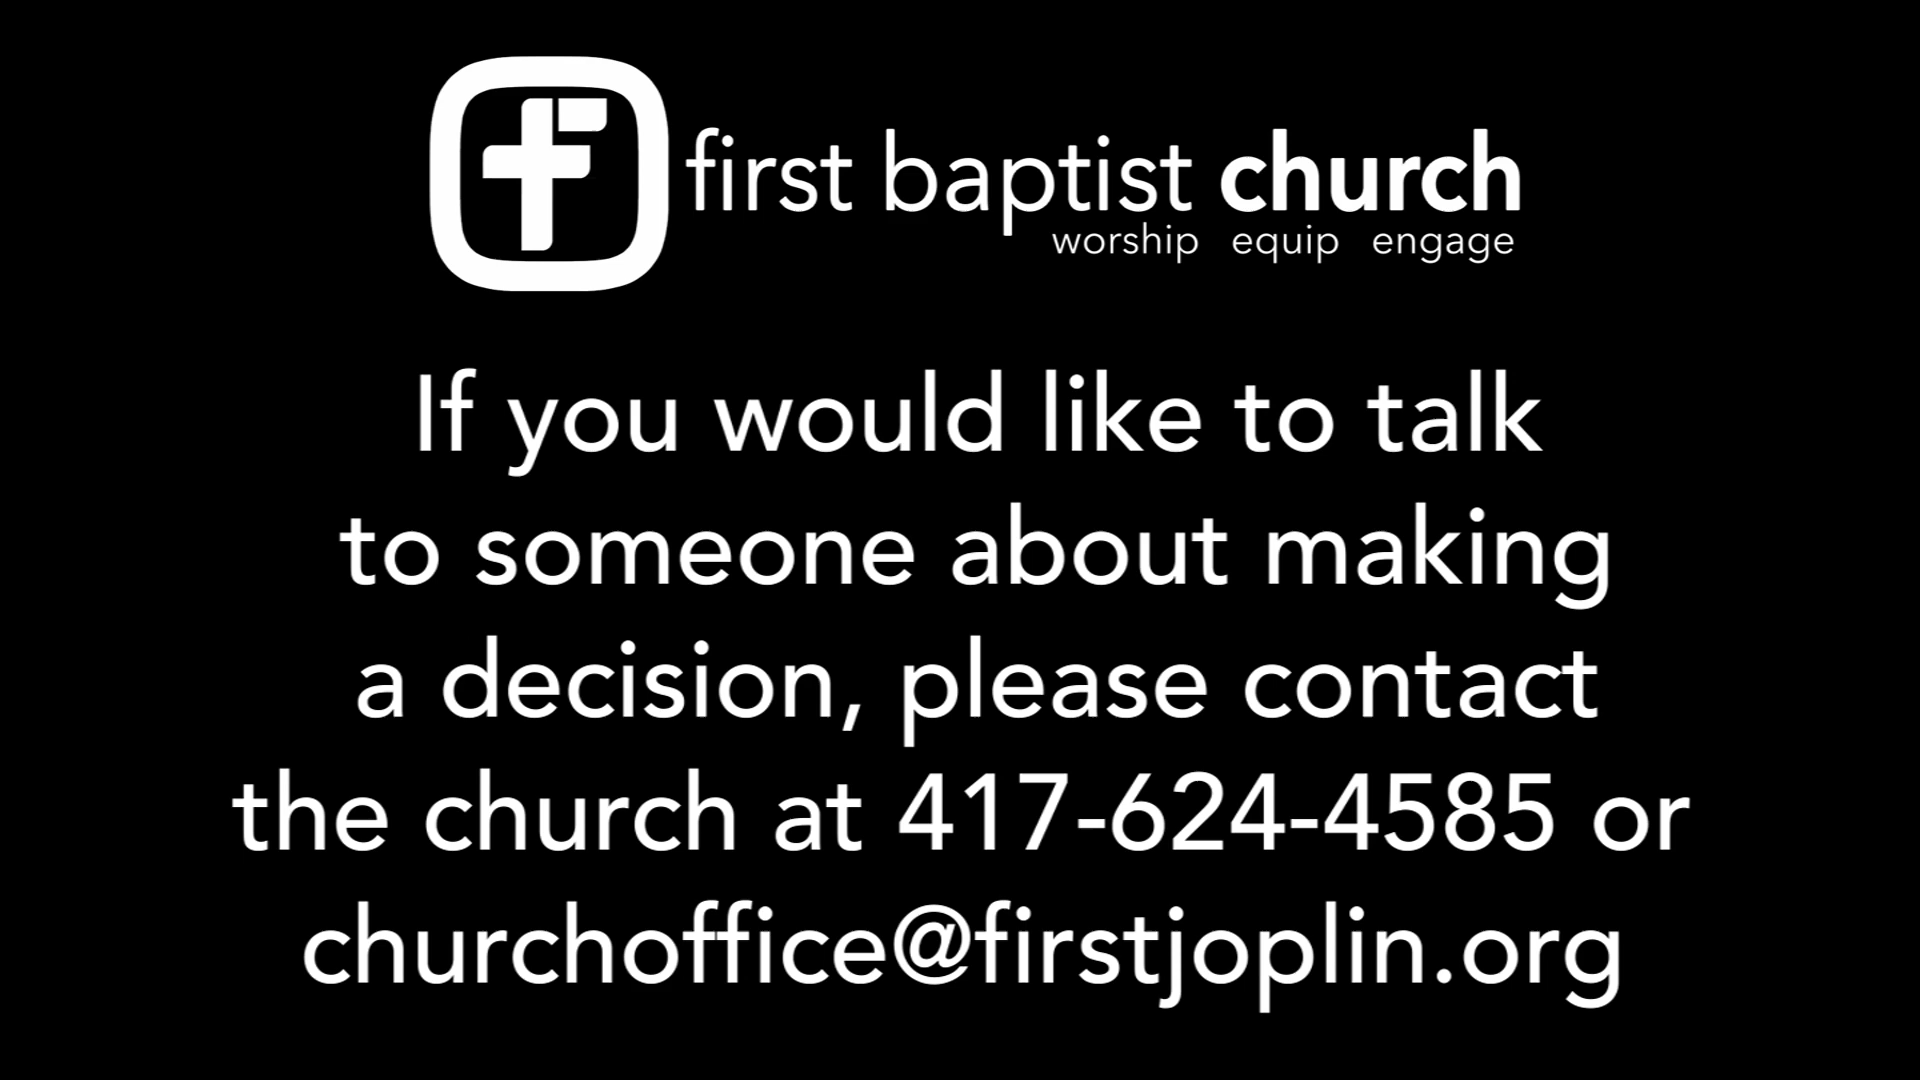 first baptist church
worship equip engage
If you would like to talk
to someone about making
a decision, please contact
the church at 417-624-4585 or
churchoffice@firstjoplin.org